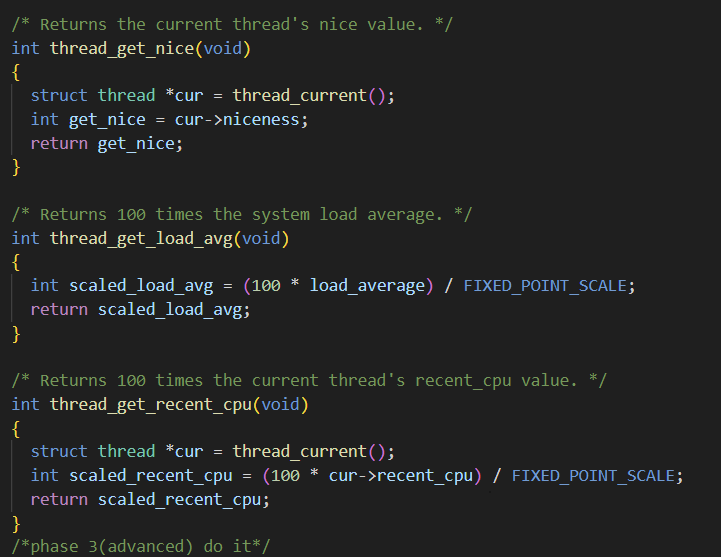 /* Returns the current thread's nice value. */
int thread_get_nice(void)
{
  struct thread *cur = thread_current();
  int get_nice = cur->niceness;
  return get_nice;
}

/* Returns 100 times the system load average. */
int thread_get_load_avg(void)
{
  int scaled_load_avg = (100 * load_average) / FIXED_POINT_SCALE;
  return scaled_load_avg;
}

/* Returns 100 times the current thread's recent_cpu value. */
int thread_get_recent_cpu(void)
{
  struct thread *cur = thread_current();
  int scaled_recent_cpu = (100 * cur->recent_cpu) / FIXED_POINT_SCALE;
  return scaled_recent_cpu;
}
/*phase 3(advanced) do it*/